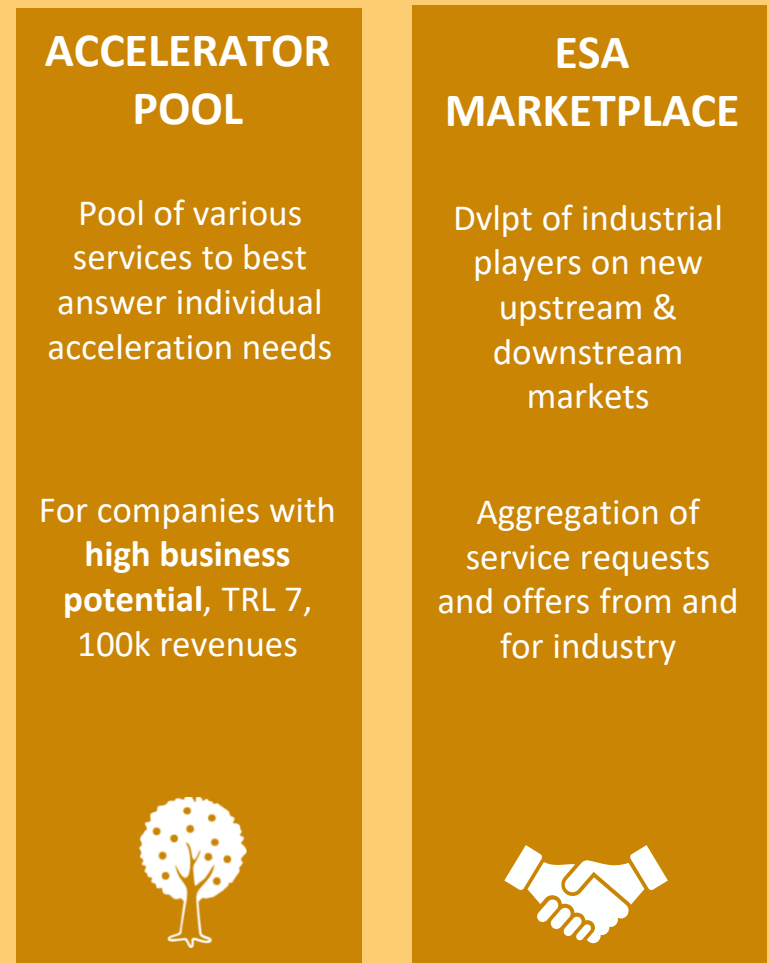 ACCELERATOR
POOL
Pool of various
services to best
answer individual
acceleration needs
For companies with
high business
potential, TRL 7,
100k revenues
ESA
MARKETPLACE
Dvlpt of industrial
players on new
upstream &
downstream
markets
Aggregation of
service requests
and offers from and
for industry